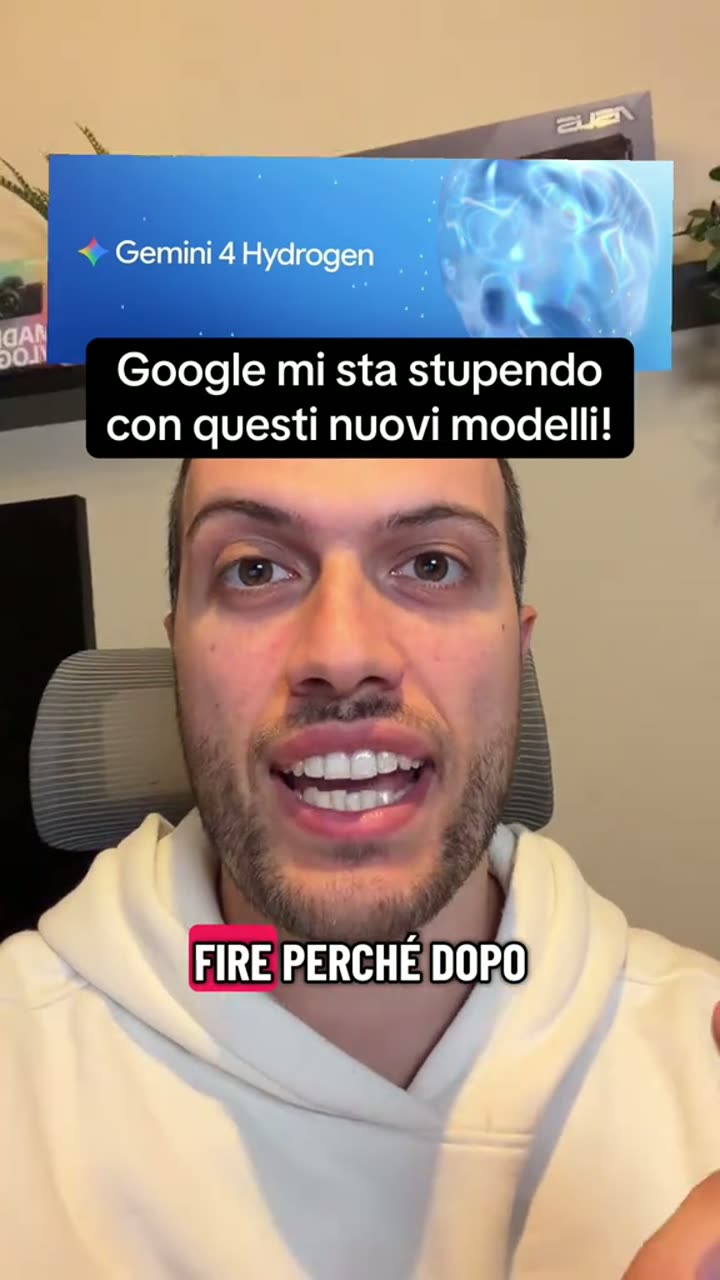 Gemini 4 Hydrogen
Google mi sta stupendo
con questi nuovi modelli!
FIRE PERCHÉ DOPO